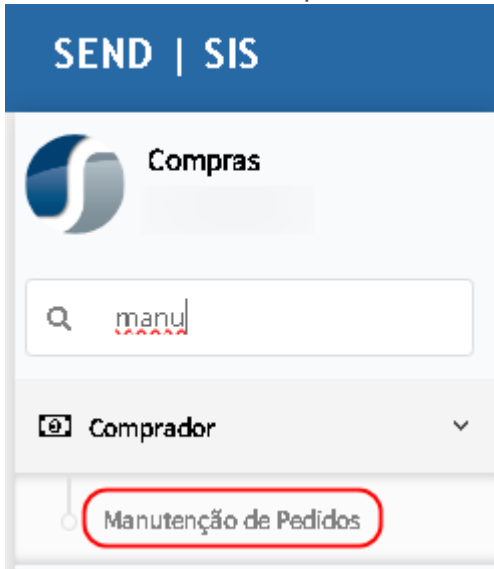 SEND | SIS
Compras
manu
Comprador
Manutenção de Pedidos